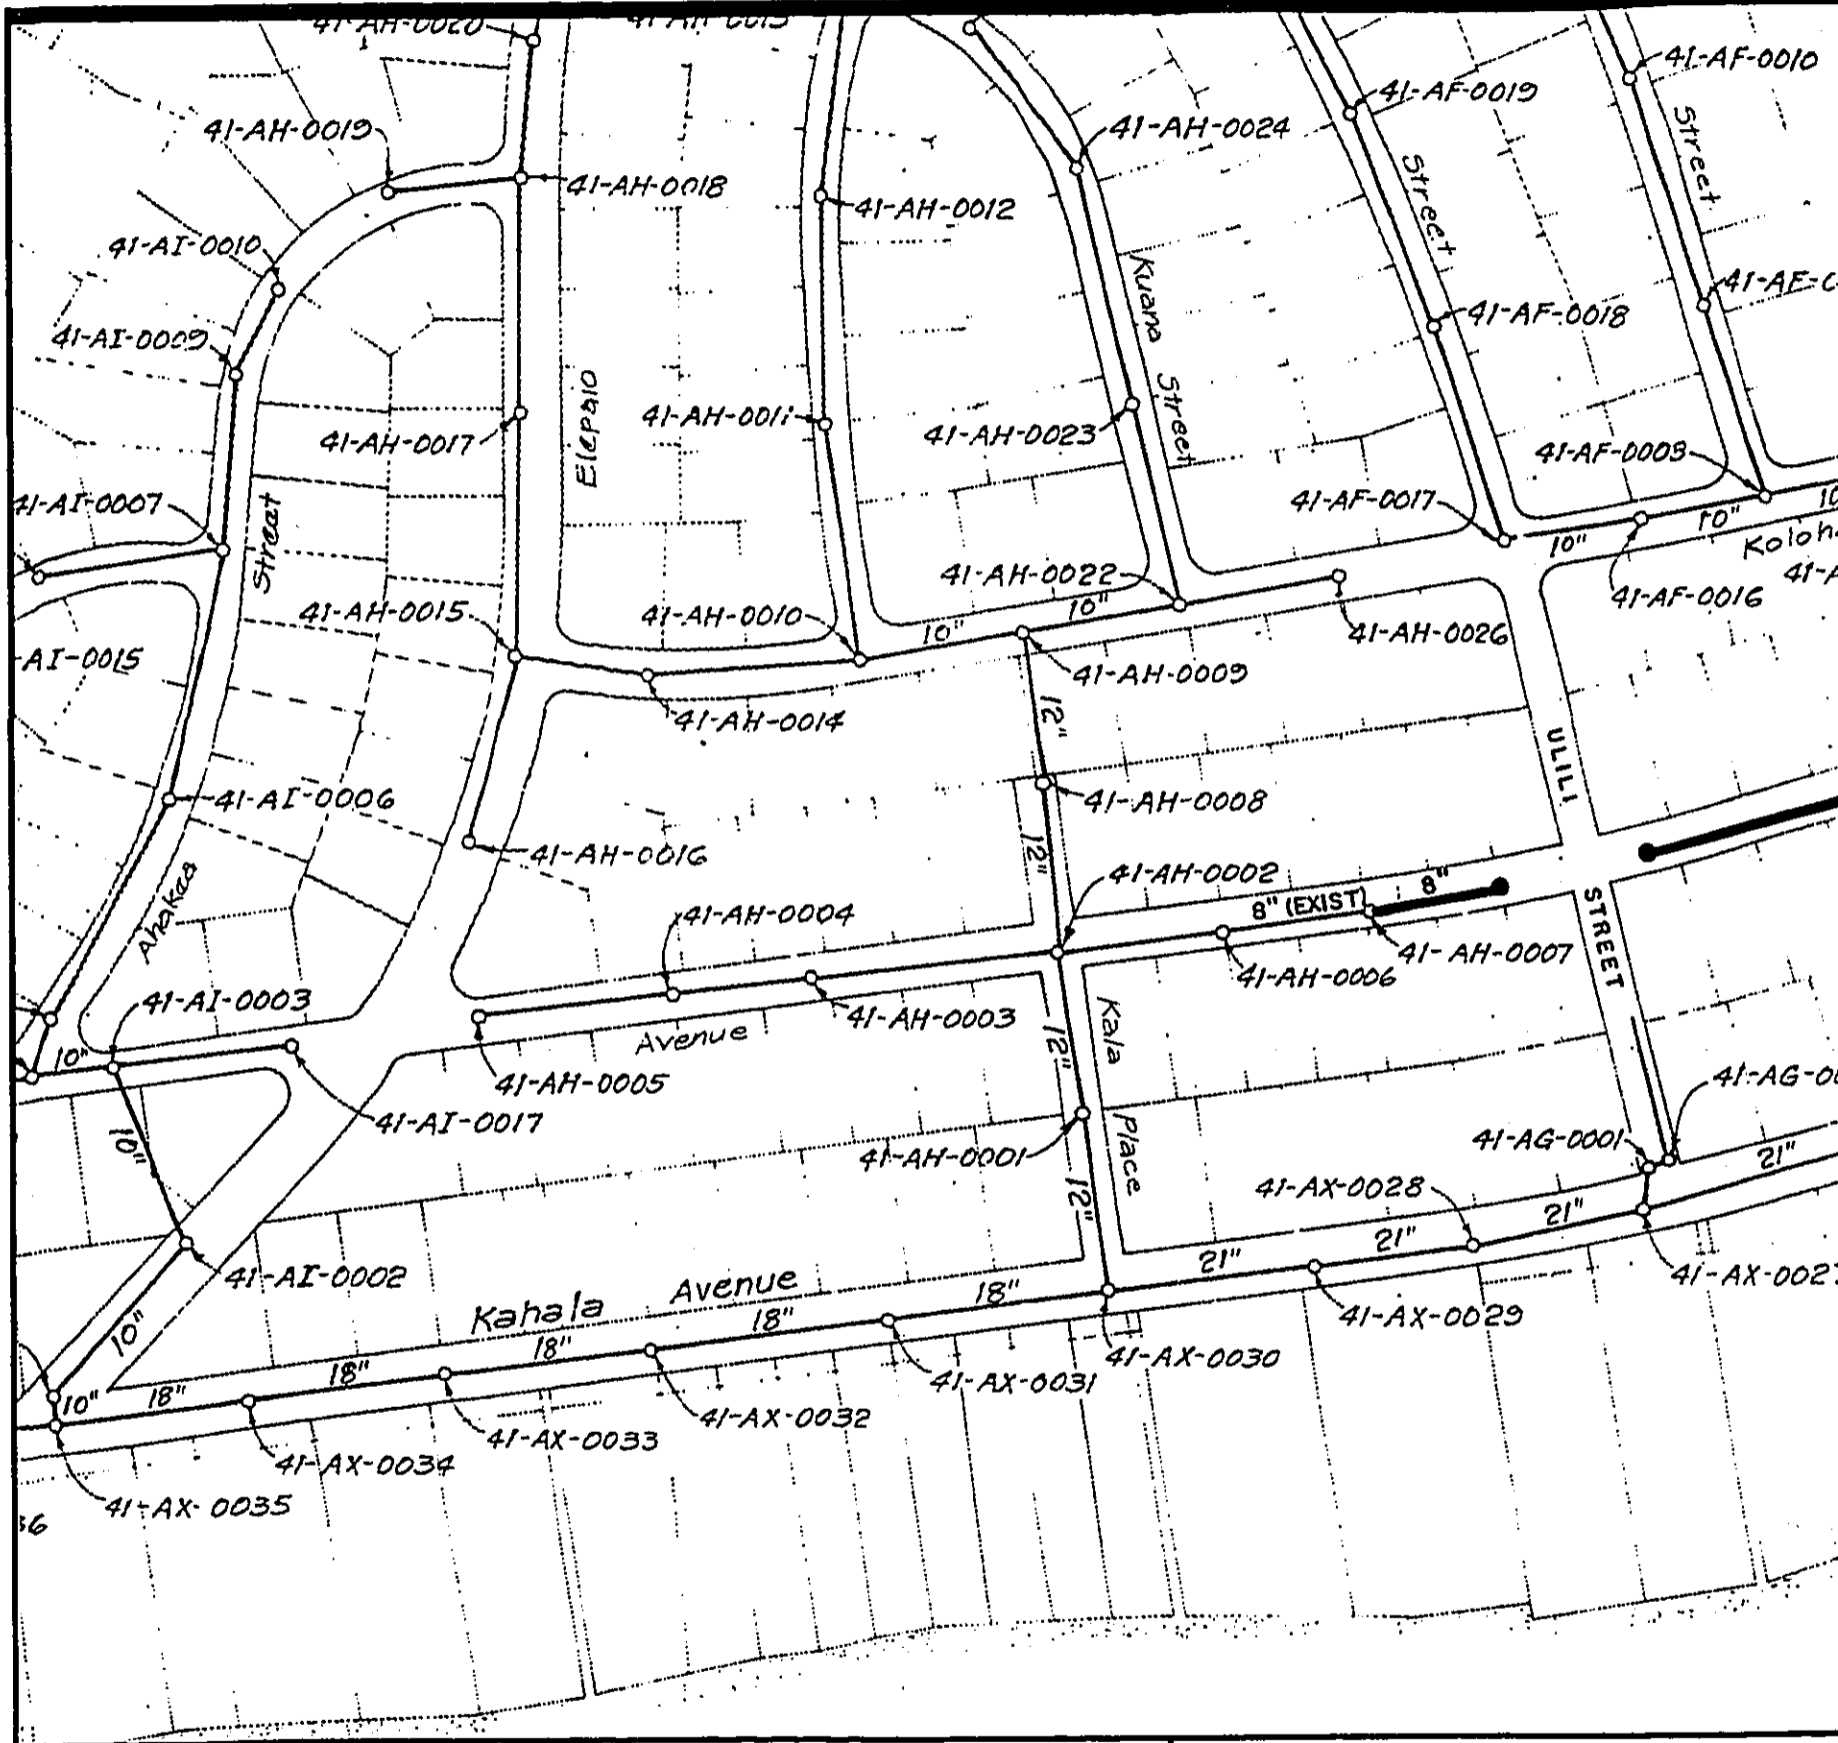 41-AH-0020
41-AH-0013
41-AF-0010
41-AF-0019
41-AH-0019
41-AH-0024
Street
Street
41-AH-0018
41-AH-0012
41-AI-0010
Kuana
Street
41-AF-0018
41-AI-0009
Elepaio
41-AH-0017
41-AH-0011
41-AH-0023
41-AI-0007
Street
41-AF-0017
10"
10"
10
41-AH-0022
10"
41-AF-0016
41-AH-0015
41-AH-0010
10"
41-AH-0026
AI-0015
41-AH-0009
41-AH-0014
12"
ULILI
STREET
41-AI-0006
41-AH-0008
12"
41-AH-0016
41-AH-0002
8"
8" (EXIST)
41-AH-0004
41-AH-0007
41-AH-0006
41-AI-0003
41-AH-0003
Avenue
12"
Kala
Place
10"
41-AH-0005
41-AI-0017
10"
41-AH-0001
12"
41-AG-0001
21"
41-AX-0028
21"
21"
21"
41-AI-0002
Kahala Avenue
18"
18"
18"
18"
18"
10"
10"
41-AX-0029
41-AX-0030
41-AX-0031
41-AX-0032
41-AX-0033
41-AX-0034
41-AX-0035
36